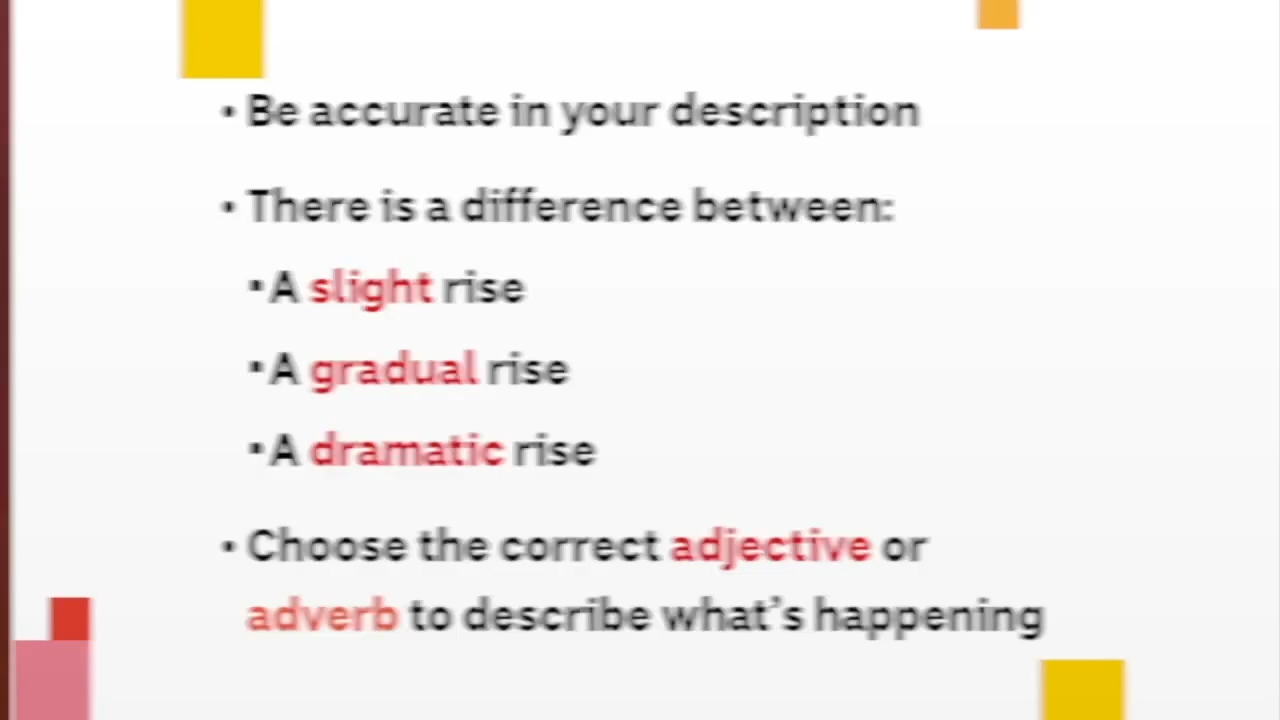 • Be accurate in your description
• There is a difference between:
▪A slight rise
▪A gradual rise
▪A dramatic rise
• Choose the correct adjective or
adverb to describe what's happening